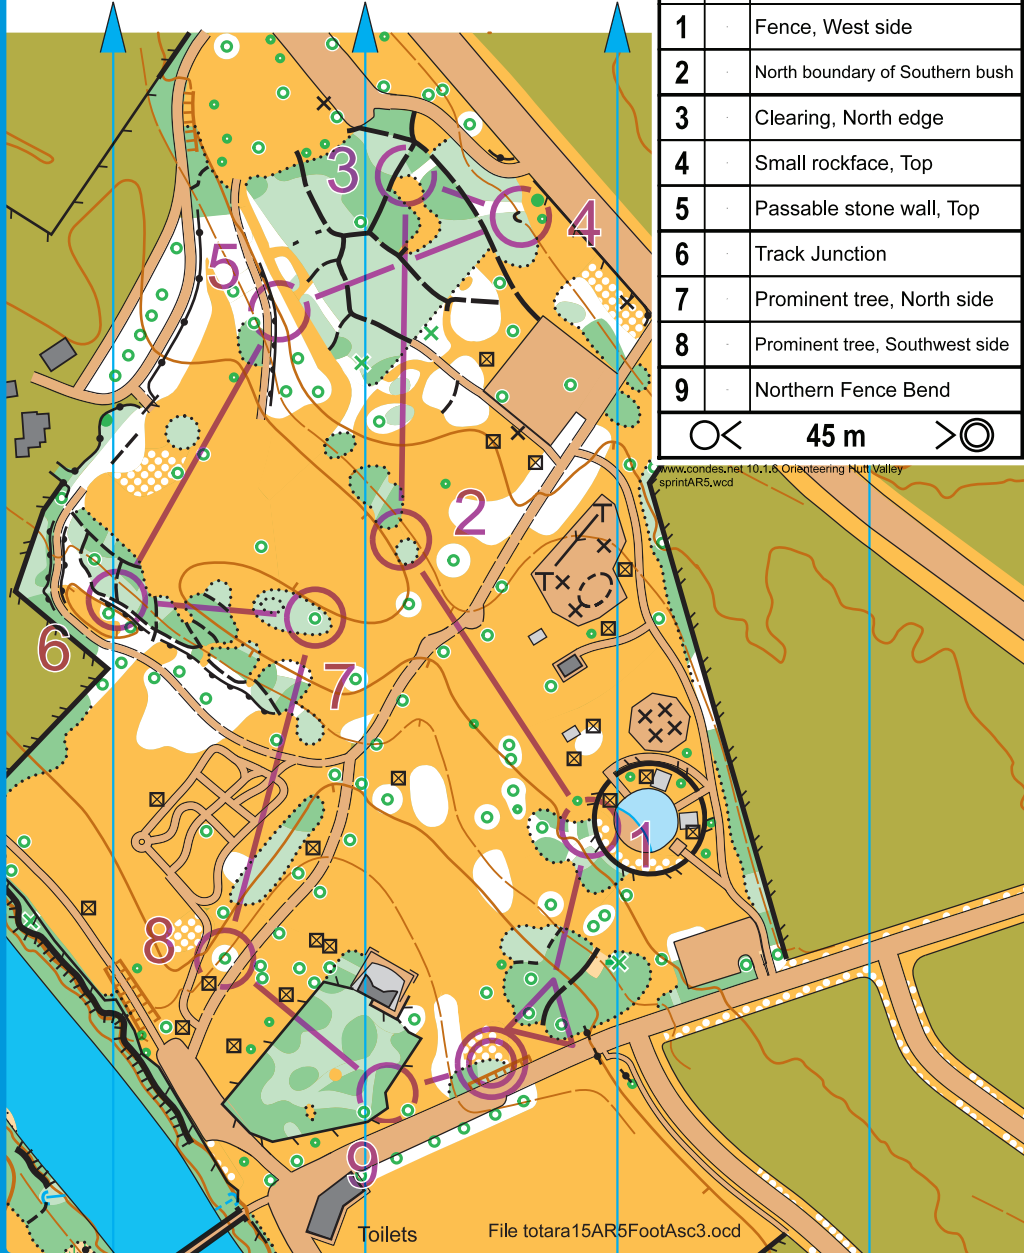 1 Fence, West side
2 North boundary of Southern bush
3 Clearing, North edge
4 Small rockface, Top
5 Passable stone wall, Top
6 Track Junction
7 Prominent tree, North side
8 Prominent tree, Southwest side
9 Northern Fence Bend
45 m
www.condes.net 10.1.6 Orienteering Hutt Valley
sprintAR5.wcd
3
4
5
2
6
7
1
8
9
Toilets
File totara15AR5FootAsc3.ocd